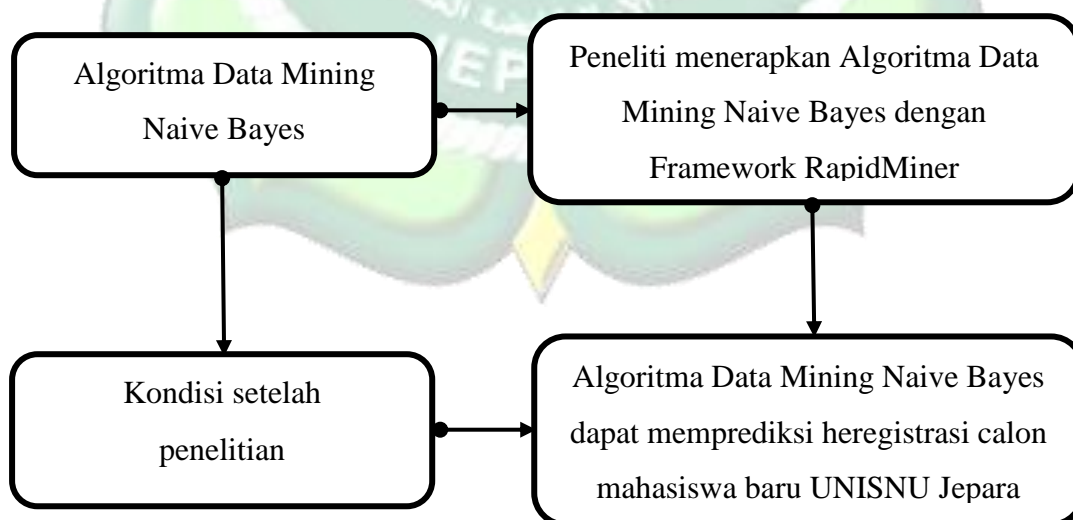 Algoritma Data Mining
Naive Bayes
Peneliti menerapkan Algoritma Data
Mining Naive Bayes dengan
Framework RapidMiner
Kondisi setelah
penelitian
Algoritma Data Mining Naive Bayes
dapat memprediksi heregistrasi calon
mahasiswa baru UNISNU Jepara